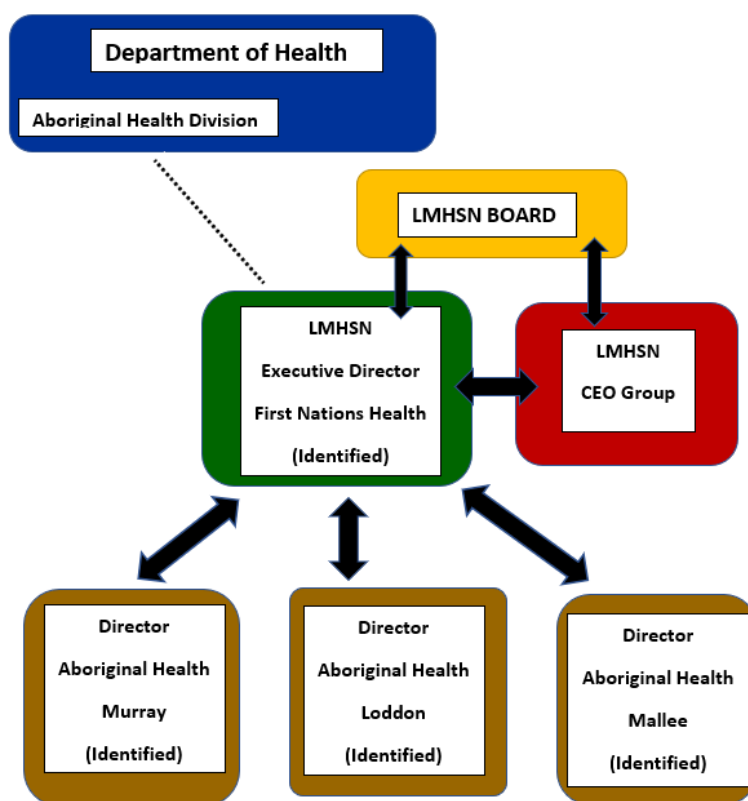 Department of Health
Aboriginal Health Division
LMHSN BOARD
LMHSN
Executive Director
First Nations Health
(Identified)
LMHSN
CEO Group
Director
Aboriginal Health
Murray
(Identified)
Director
Aboriginal Health
Loddon
(Identified)
Director
Aboriginal Health
Mallee
(Identified)